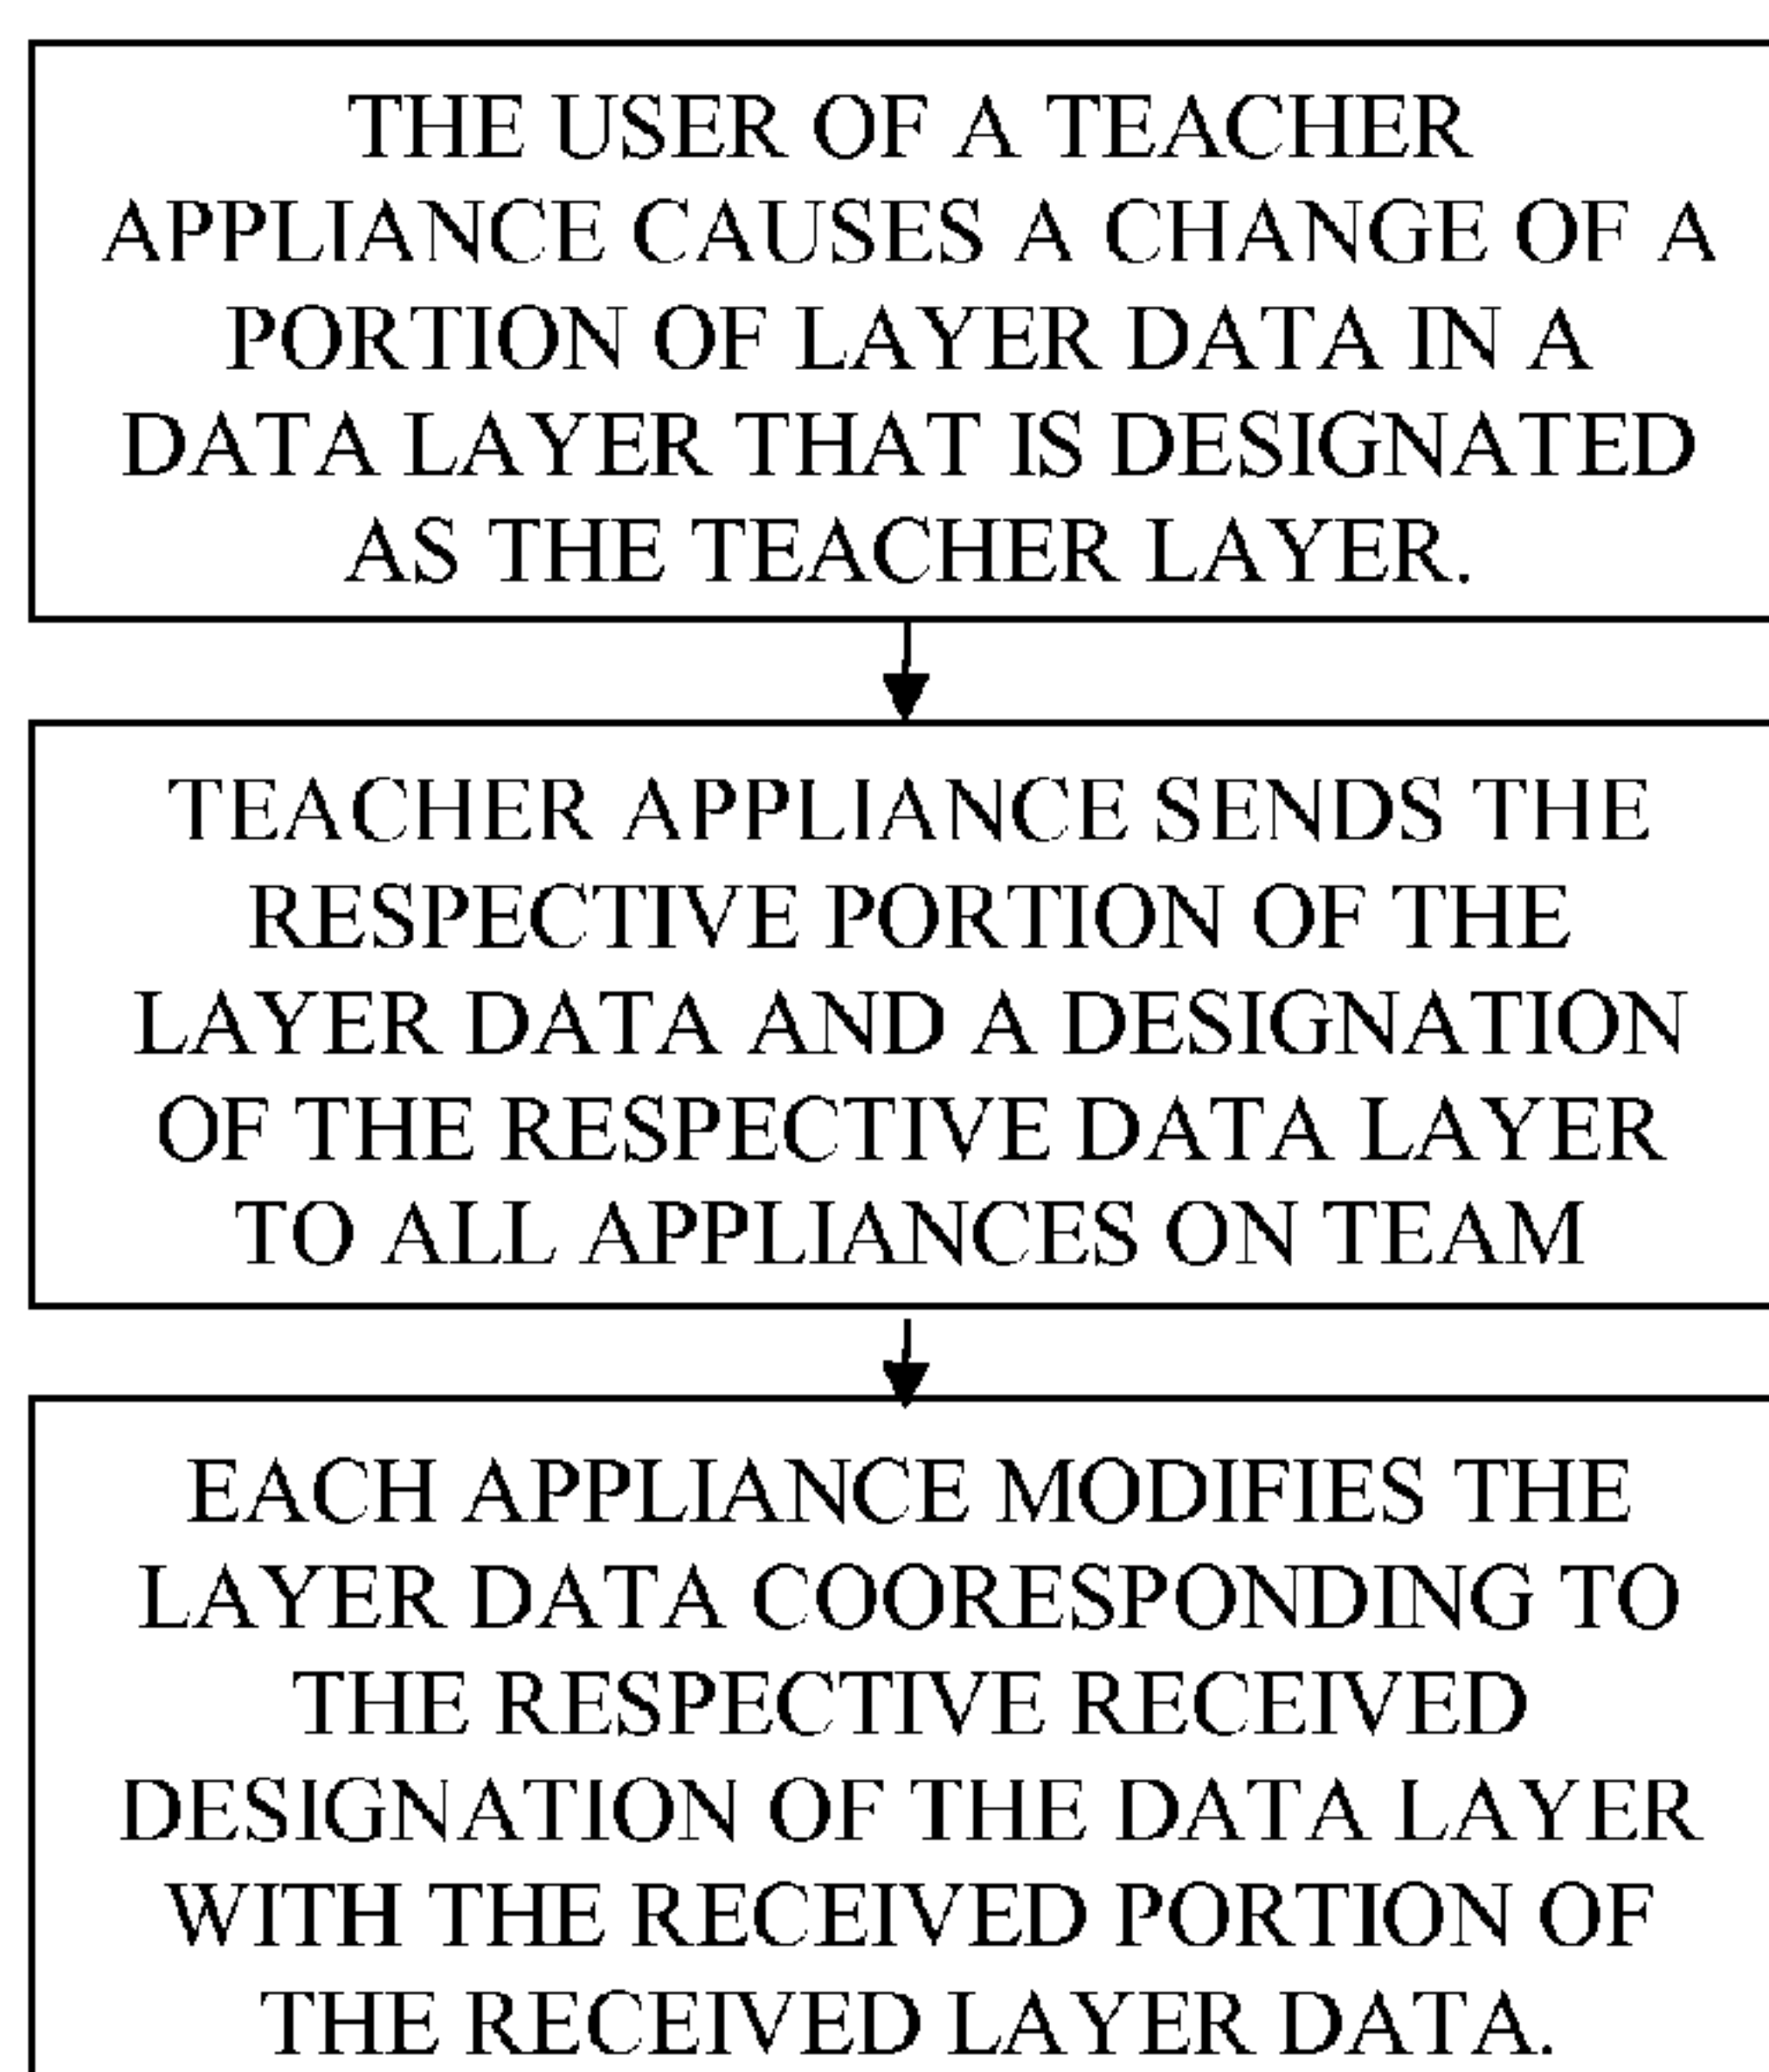 THE USER OF A TEACHER
APPLIANCE CAUSES A CHANGE OF A
PORTION OF LAYER DATA IN A
DATA LAYER THAT IS DESIGNATED
AS THE TEACHER LAYER.
TEACHER APPLIANCE SENDS THE
RESPECTIVE PORTION OF THE
LAYER DATA AND A DESIGNATION
OF THE RESPECTIVE DATA LAYER
TO ALL APPLIANCES ON TEAM
EACH APPLIANCE MODIFIES THE
LAYER DATA COORESPONDING TO
THE RESPECTIVE RECEIVED
DESIGNATION OF THE DATA LAYER
WITH THE RECEIVED PORTION OF
THE RECEIVED LAYER DATA.